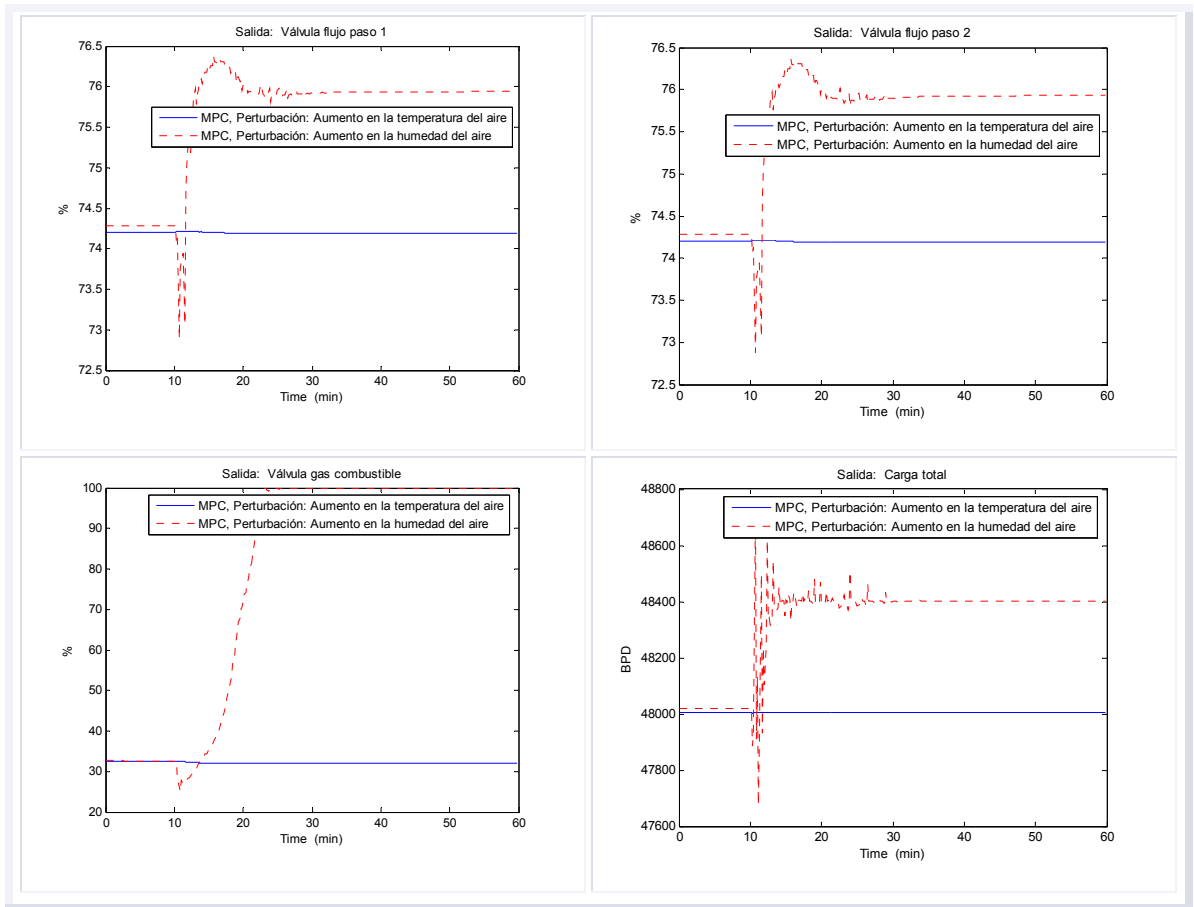 Salida: Válvula flujo paso 1
76.5
76
75.5
75
74.5
74
73.5
73
72.5
%
MPC, Perturbación: Aumento en la temperatura del aire
MPC, Perturbación: Aumento en la humedad del aire
0 10 20 30 40 50 60
Time (min)
Salida: Válvula flujo paso 2
76.5
76
75.5
75
74.5
74
73.5
73
72.5
%
MPC, Perturbación: Aumento en la temperatura del aire
MPC, Perturbación: Aumento en la humedad del aire
0 10 20 30 40 50 60
Time (min)
Salida: Válvula gas combustible
100
90
80
70
60
50
40
30
20
%
MPC, Perturbación: Aumento en la temperatura del aire
MPC, Perturbación: Aumento en la humedad del aire
0 10 20 30 40 50 60
Time (min)
Salida: Carga total
48800
48600
48400
48200
48000
47800
47600
BPD
MPC, Perturbación: Aumento en la temperatura del aire
MPC, Perturbación: Aumento en la humedad del aire
0 10 20 30 40 50 60
Time (min)